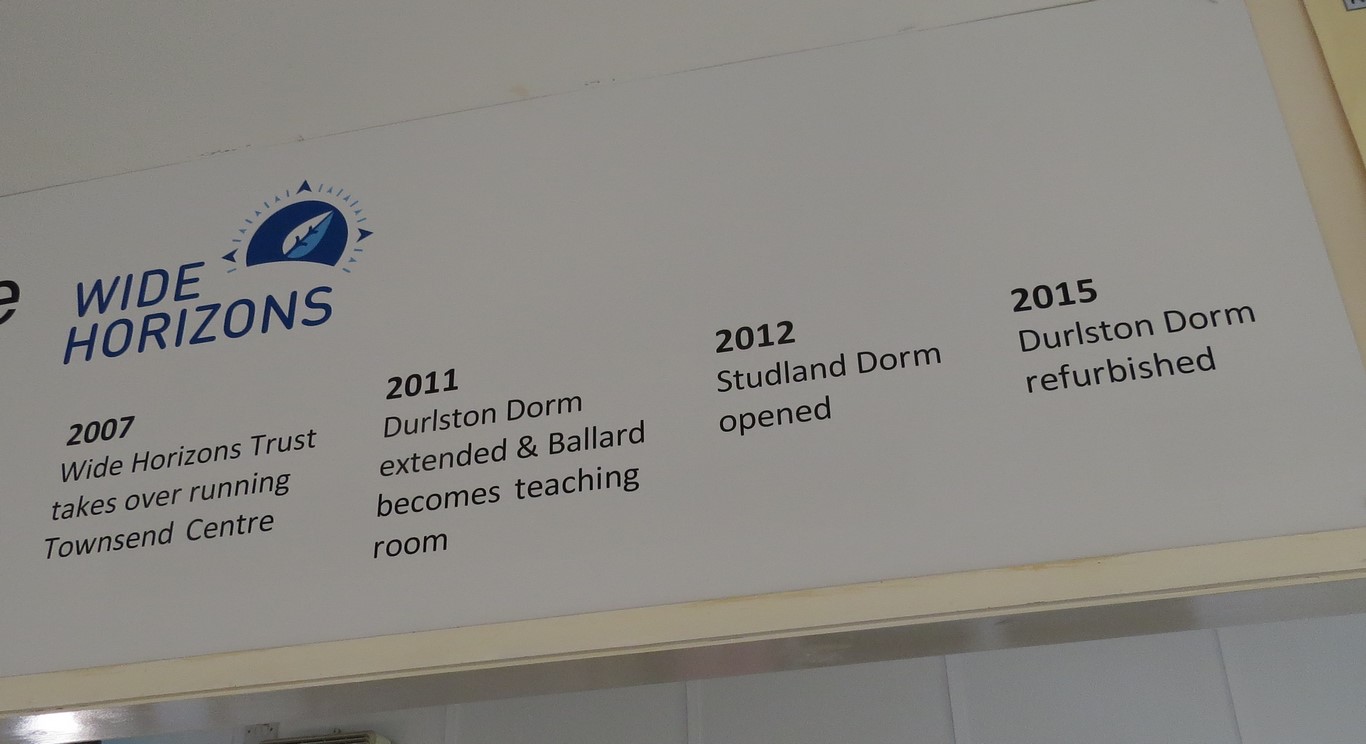 WIDE
HORIZONS
2007
Wide Horizons Trust
takes over running
Townsend Centre
2011
Durlston Dorm
extended & Ballard
becomes teaching
room
2012
Studland Dorm
opened
2015
Durlston Dorm
refurbished